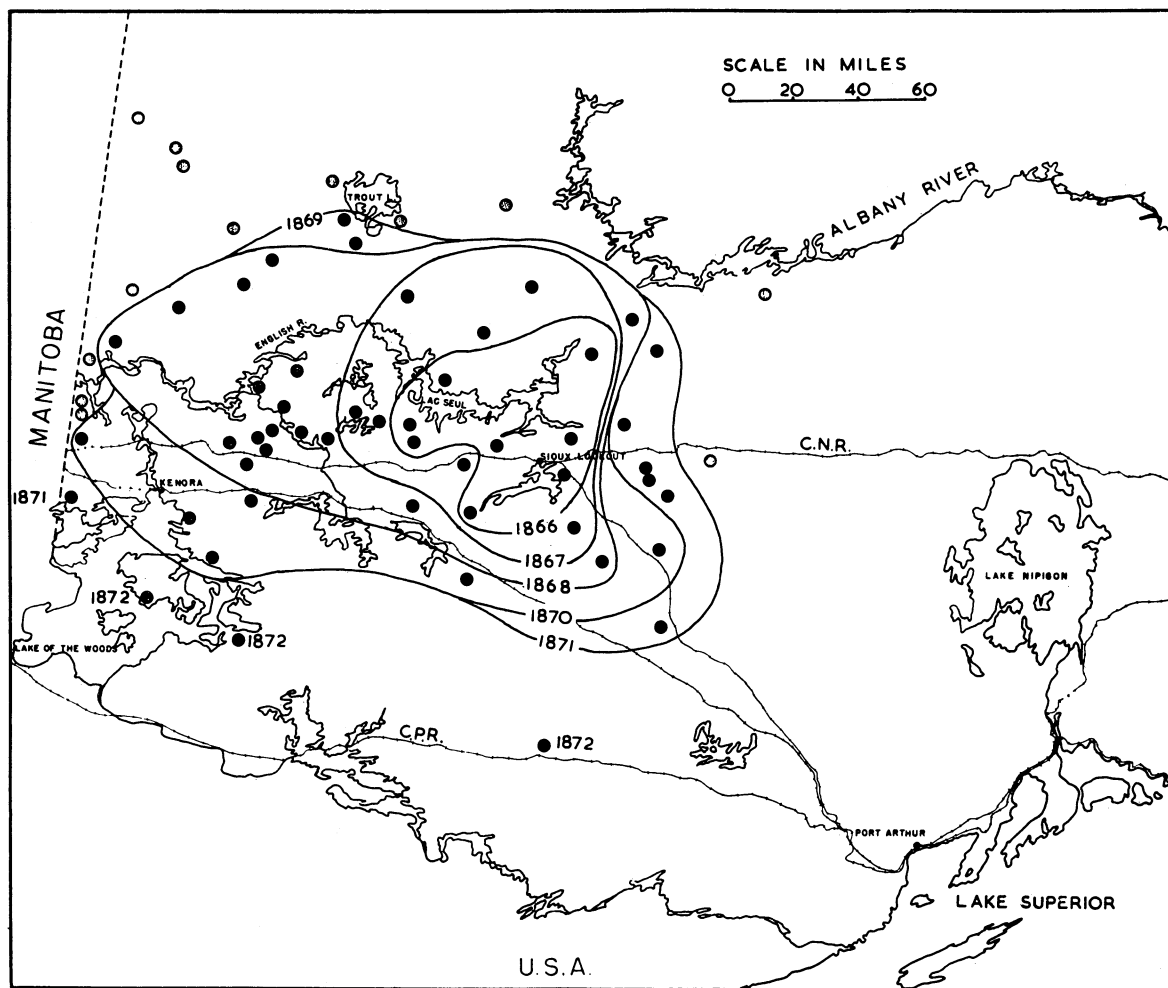 SCALE IN MILES
0 20 40 60
TROUT L.
1869
ALBANY RIVER
MANITOBA
ENGLISH R.
LAC SEUL
C.N.R.
SIOUX LOOKOUT
KENORA
1871
1866
1867
1868
1870
1871
1872
1872
LAKE OF THE WOODS
LAKE NIPIGON
C.P.R.
1872
PORT ARTHUR
LAKE SUPERIOR
U.S.A.